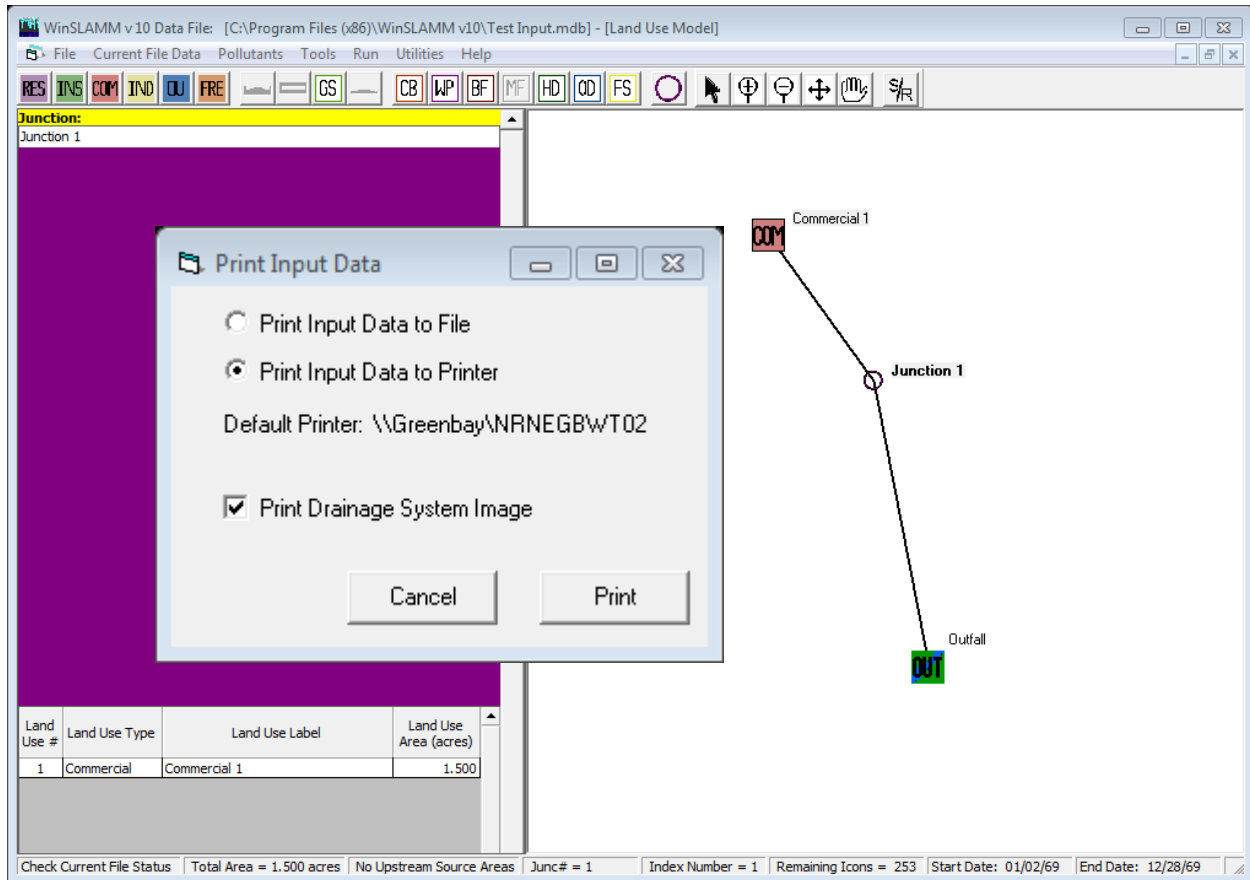 WinSLAMM v 10 Data File: [C:\Program Files (x86)\WinSLAMM v10\Test Input.mdb] - [Land Use Model]
File Current File Data Pollutants Tools Run Utilities Help
RES INS COM IND OU FRE GS CB WP BF MF HD OD FS S/R
Junction:
Junction 1
Commercial 1
COM
Print Input Data
Print Input Data to File
Print Input Data to Printer
Default Printer: \\Greenbay\NRNEGBWT02
Print Drainage System Image
Cancel Print
Junction 1
Outfall
OUT
Land Use # Land Use Type Land Use Label Land Use Area (acres)
1 Commercial Commercial 1 1.500
Check Current File Status Total Area = 1.500 acres No Upstream Source Areas Junc# = 1 Index Number = 1 Remaining Icons = 253 Start Date: 01/02/69 End Date: 12/28/69